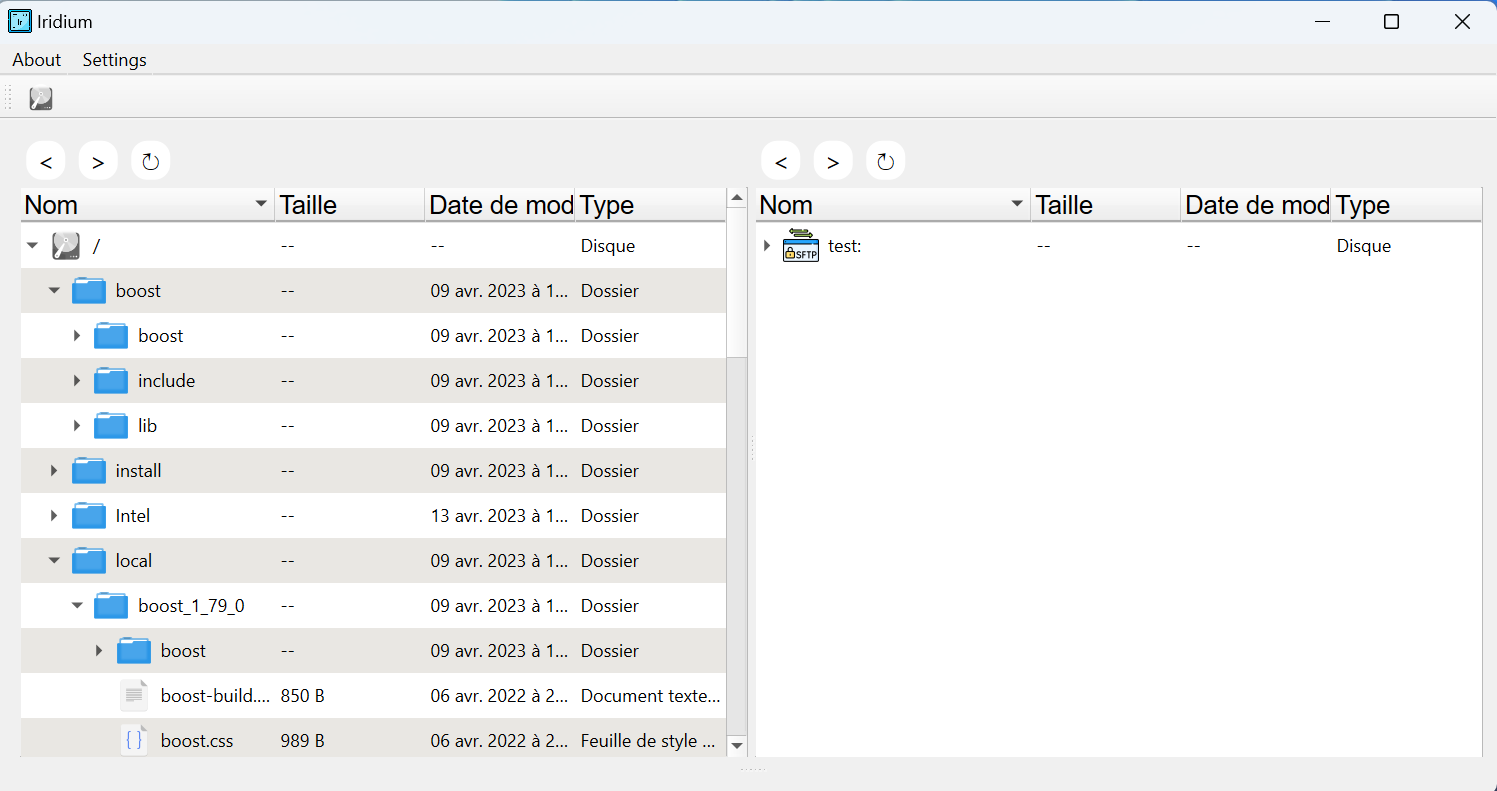 Ir Iridium
About Settings
< > ↻
Nom Taille Date de mod Type
/ -- -- Disque
boost -- 09 avr. 2023 à 1... Dossier
boost -- 09 avr. 2023 à 1... Dossier
include -- 09 avr. 2023 à 1... Dossier
lib -- 09 avr. 2023 à 1... Dossier
install -- 09 avr. 2023 à 1... Dossier
Intel -- 13 avr. 2023 à 1... Dossier
local -- 09 avr. 2023 à 1... Dossier
boost_1_79_0 -- 09 avr. 2023 à 1... Dossier
boost -- 09 avr. 2023 à 1... Dossier
boost-build.... 850 B 06 avr. 2022 à 2... Document texte...
{ } boost.css 989 B 06 avr. 2022 à 2... Feuille de style ...
< > ↻
Nom Taille Date de mod Type
SFTP test: -- -- Disque